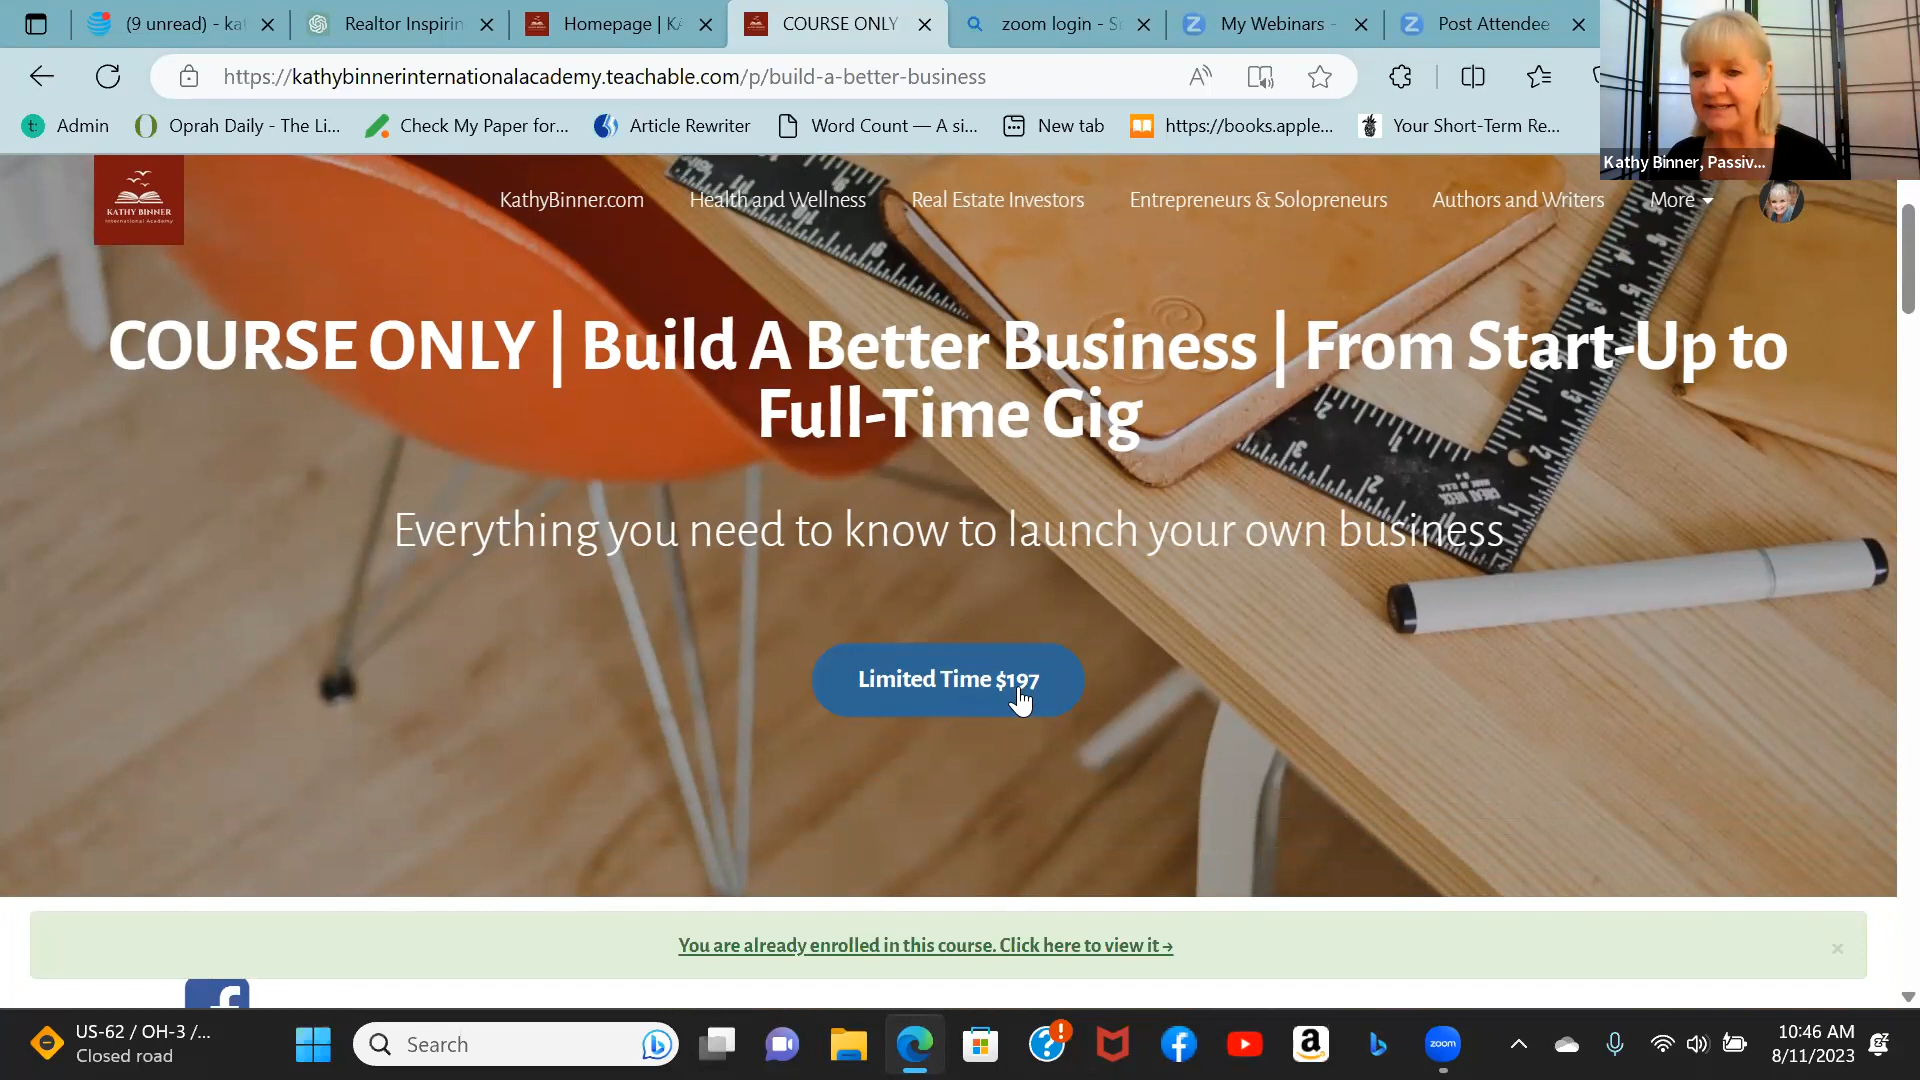 (9 unread) - ka
Realtor Inspirin
Homepage | KA
COURSE ONLY
zoom login - Se
My Webinars -
Post Attendee
https://kathybinnerinternationalacademy.teachable.com/p/build-a-better-business
Admin
Oprah Daily - The Li...
Check My Paper for...
Article Rewriter
Word Count — A si...
New tab
https://books.apple...
Your Short-Term Re...
Kathy Binner, Passiv...
KATHY BINNER
International Academy
KathyBinner.com
Health and Wellness
Real Estate Investors
Entrepreneurs & Solopreneurs
Authors and Writers
More
COURSE ONLY | Build A Better Business | From Start-Up to
Full-Time Gig
Everything you need to know to launch your own business
Limited Time $197
You are already enrolled in this course. Click here to view it →
US-62 / OH-3 /...
Closed road
Search
zoom
10:46 AM
8/11/2023